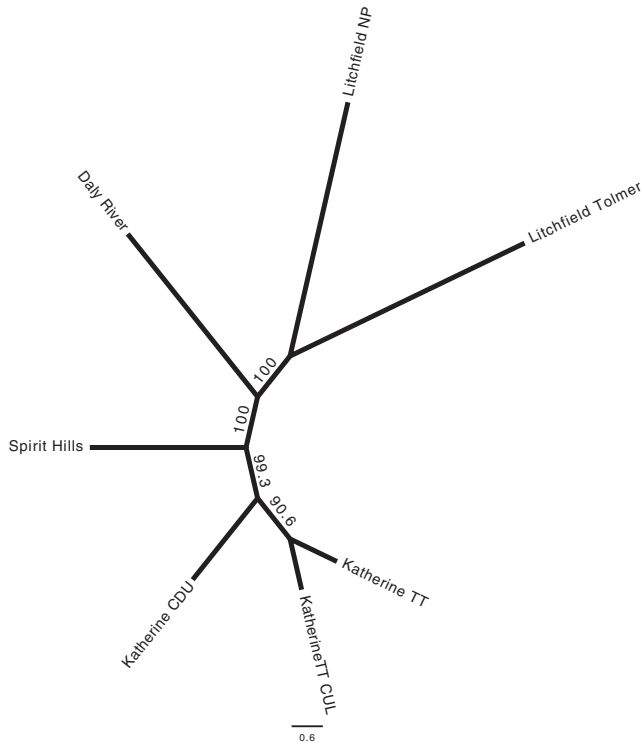 Litchfield NP
Litchfield Tolmer
Daly River
100
100
Spirit Hills
99.3
90.6
Katherine TT
Katherine CDU
KatherineTT CUL
0.6